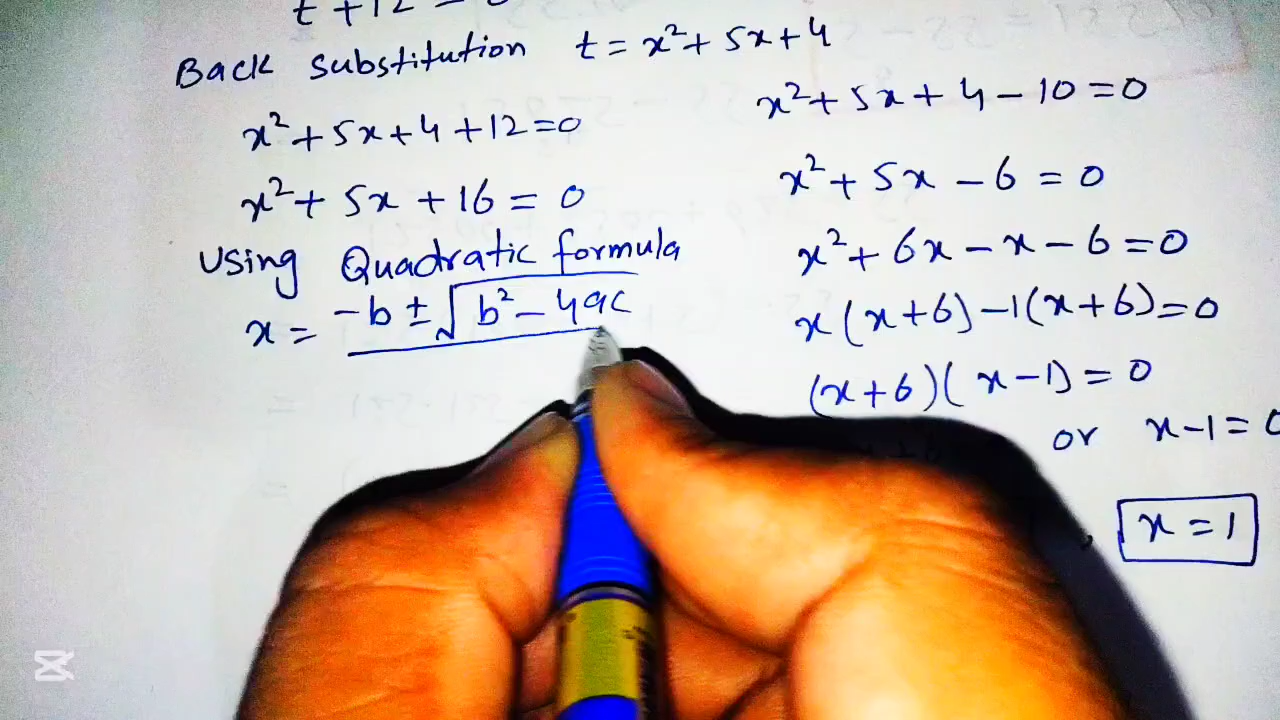 t + 12 =
Back substitution t = x² + 5x + 4
x² + 5x + 4 + 12 = 0
x² + 5x + 16 = 0
Using Quadratic formula
x = -b ± √b² - 4ac
x² + 5x + 4 - 10 = 0
x² + 5x - 6 = 0
x² + 6x - x - 6 = 0
x(x+6) - 1(x+6) = 0
(x+6)(x-1) = 0
or x - 1 = 0
x = 1